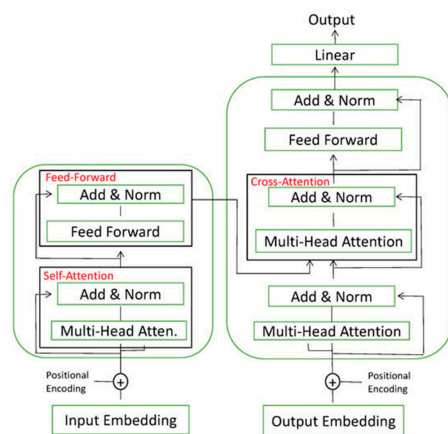 Output
Linear
Add & Norm
Feed Forward
Cross-Attention
Add & Norm
Multi-Head Attention
Add & Norm
Multi-Head Attention
Positional
Encoding
+
Output Embedding
Feed-Forward
Add & Norm
Feed Forward
Self-Attention
Add & Norm
Multi-Head Atten.
Positional
Encoding
+
Input Embedding